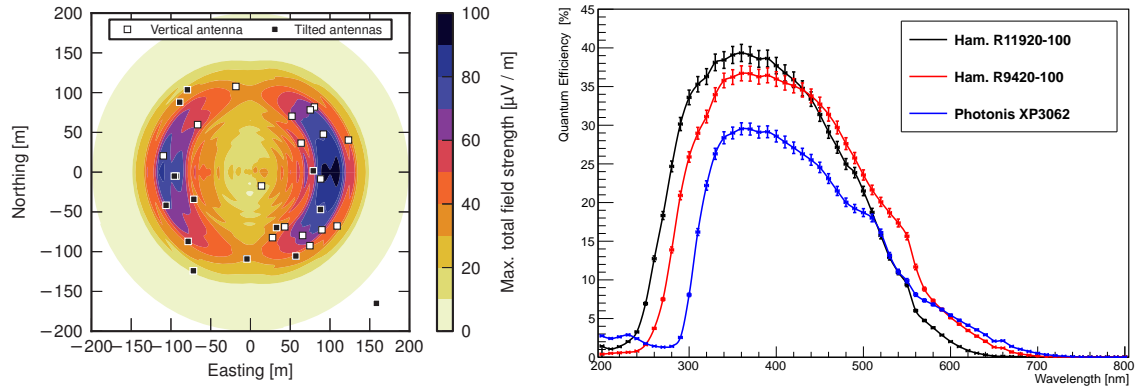 200
150
100
50
0
−50
−100
−150
−200
Northing [m]
−200 −150 −100 −50 0 50 100 150 200
Easting [m]
Vertical antenna
Tilted antennas
100
80
60
40
20
0
Max. total field strength [µV / m]
Quantum Efficiency [%]
45
40
35
30
25
20
15
10
5
0
200 300 400 500 600 700 800
Wavelength [nm]
Ham. R11920-100
Ham. R9420-100
Photonis XP3062